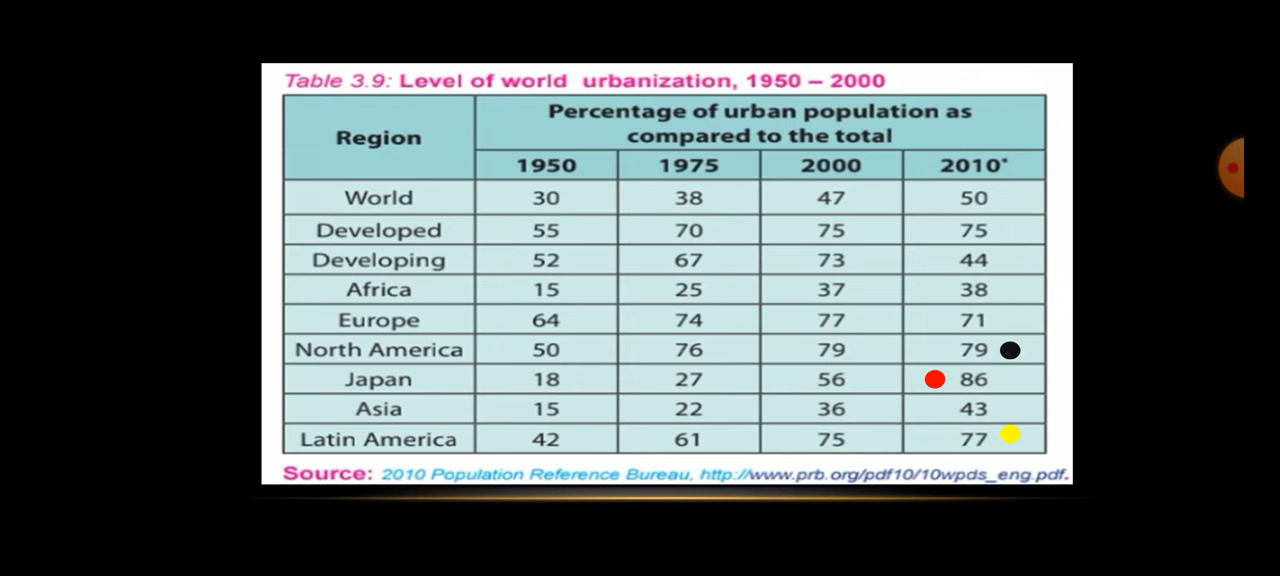 Table 3.9: Level of world urbanization, 1950 – 2000
Region Percentage of urban population as compared to the total
1950 1975 2000 2010*
World 30 38 47 50
Developed 55 70 75 75
Developing 52 67 73 44
Africa 15 25 37 38
Europe 64 74 77 71
North America 50 76 79 79
Japan 18 27 56 86
Asia 15 22 36 43
Latin America 42 61 75 77
Source: 2010 Population Reference Bureau, http://www.prb.org/pdf10/10wpds_eng.pdf.